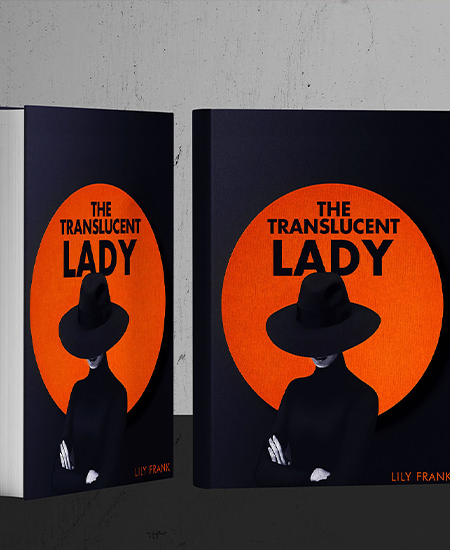 THE
TRANSLUCENT
LADY
LILY FRANK
THE
TRANSLUCENT
LADY
LILY FRANK